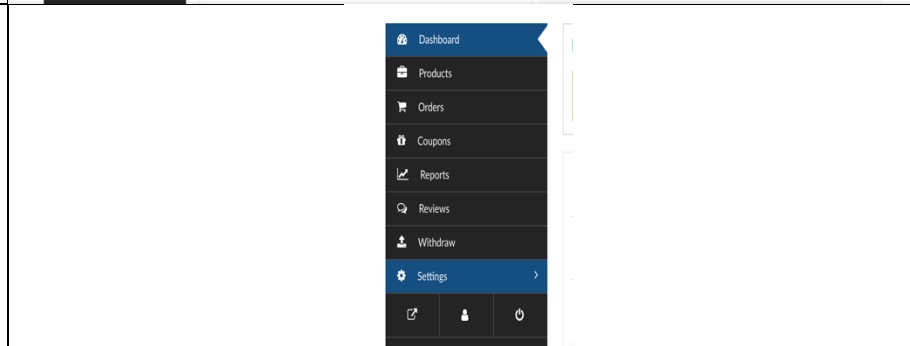 Dashboard
Products
Orders
Coupons
Reports
Reviews
Withdraw
Settings